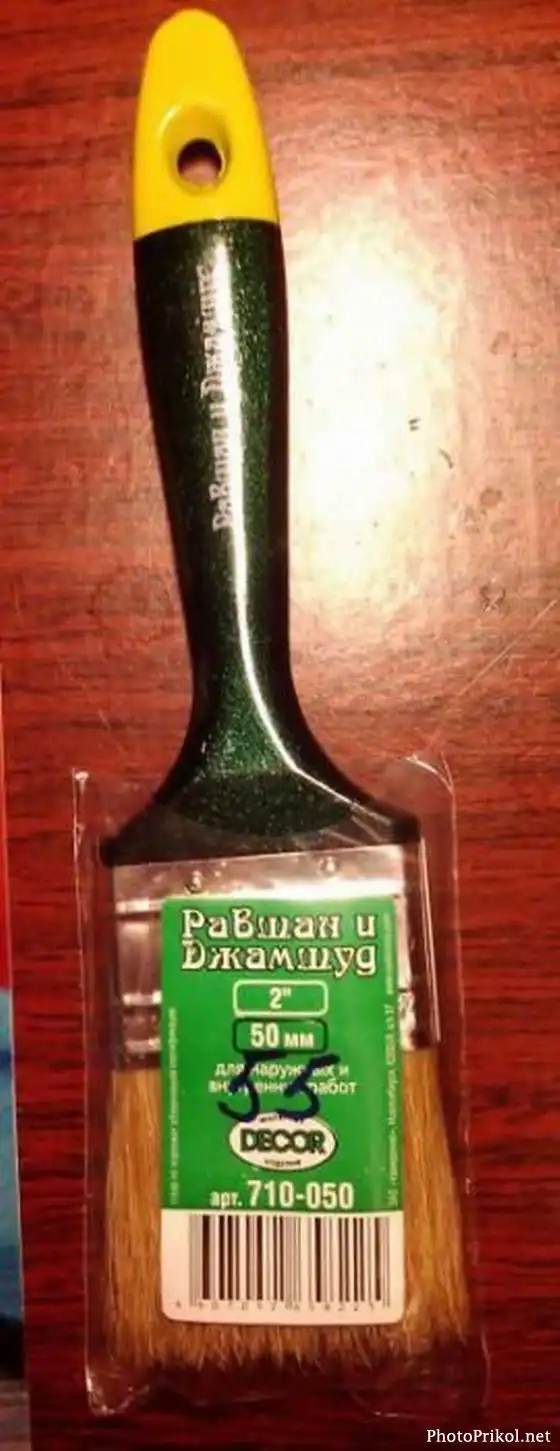 Равшан и Джамшуд
Равшан и
Джамшуд
2"
50 мм
для наружных и
внутренних работ
55
DECOR
арт. 710-050
PhotoPrikol.net